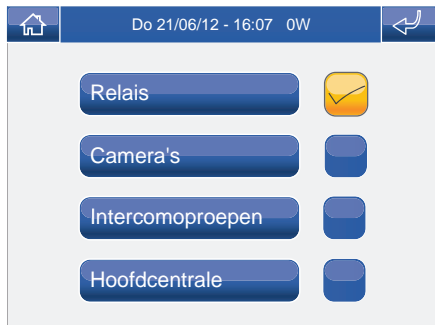 Do 21/06/12 - 16:07 0W
Relais
Camera's
Intercomoproepen
Hoofdcentrale